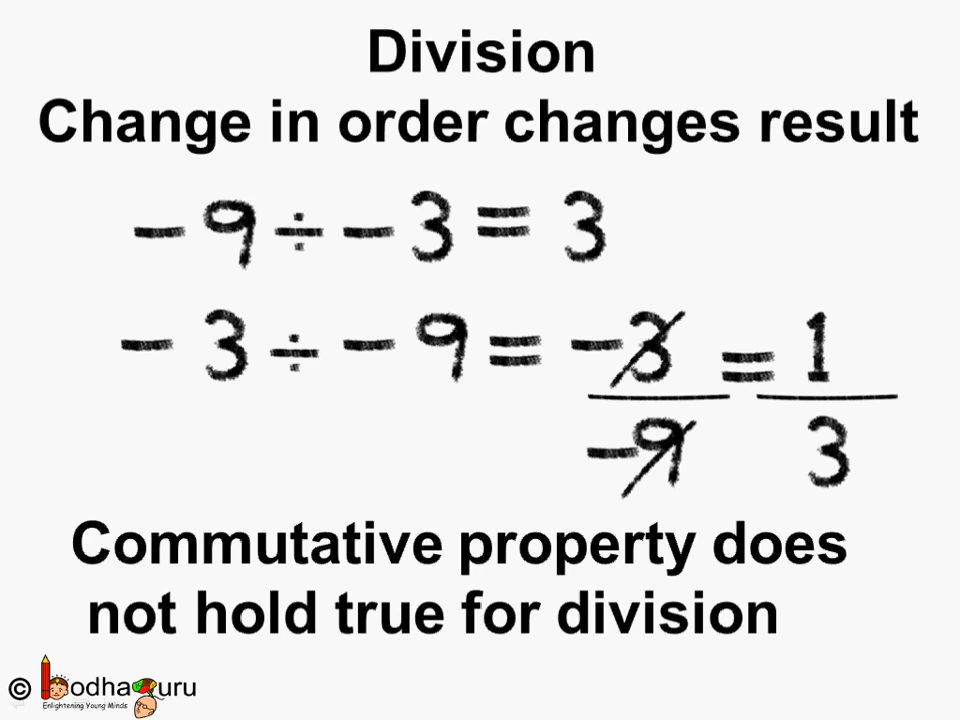 Division
Change in order changes result
-9 ÷ -3 = 3
-3 ÷ -9 = -3/-9 = 1/3
Commutative property does
not hold true for division
© BodhaGuru
Enlightening Young Minds